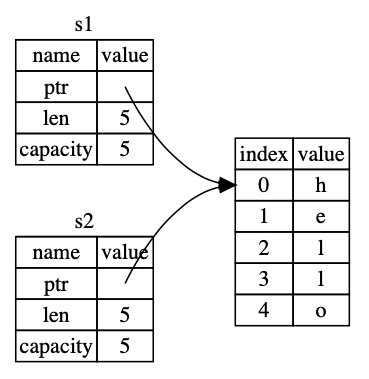 s1
name value
ptr
len 5
capacity 5
s2
name value
ptr
len 5
capacity 5
index value
0 h
1 e
2 l
3 l
4 o